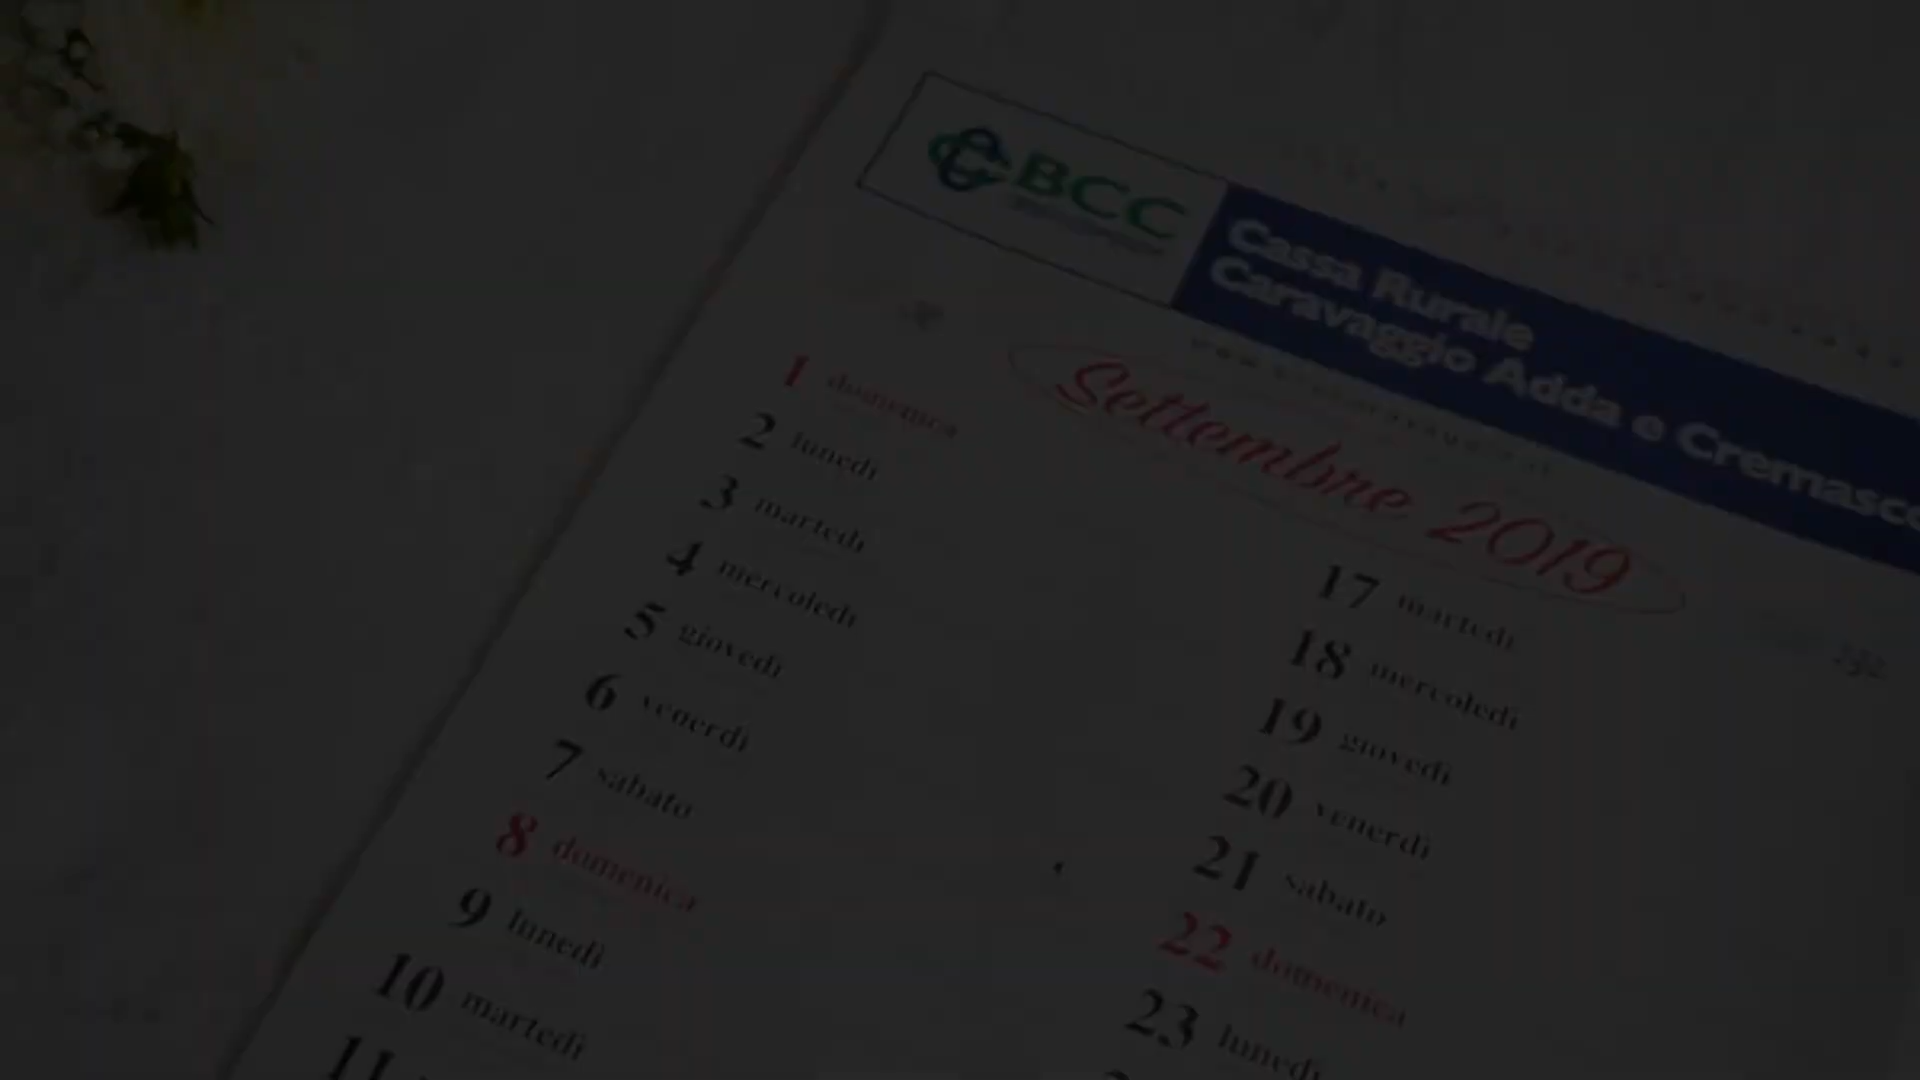 BCC
Cassa Rurale
Caravaggio Adda e Cremasco
Settembre 2019
1 domenica
2 lunedì
3 martedì
4 mercoledì
5 giovedì
6 venerdì
7 sabato
8 domenica
9 lunedì
10 martedì
11
17 martedì
18 mercoledì
19 giovedì
20 venerdì
21 sabato
22 domenica
23 lunedì